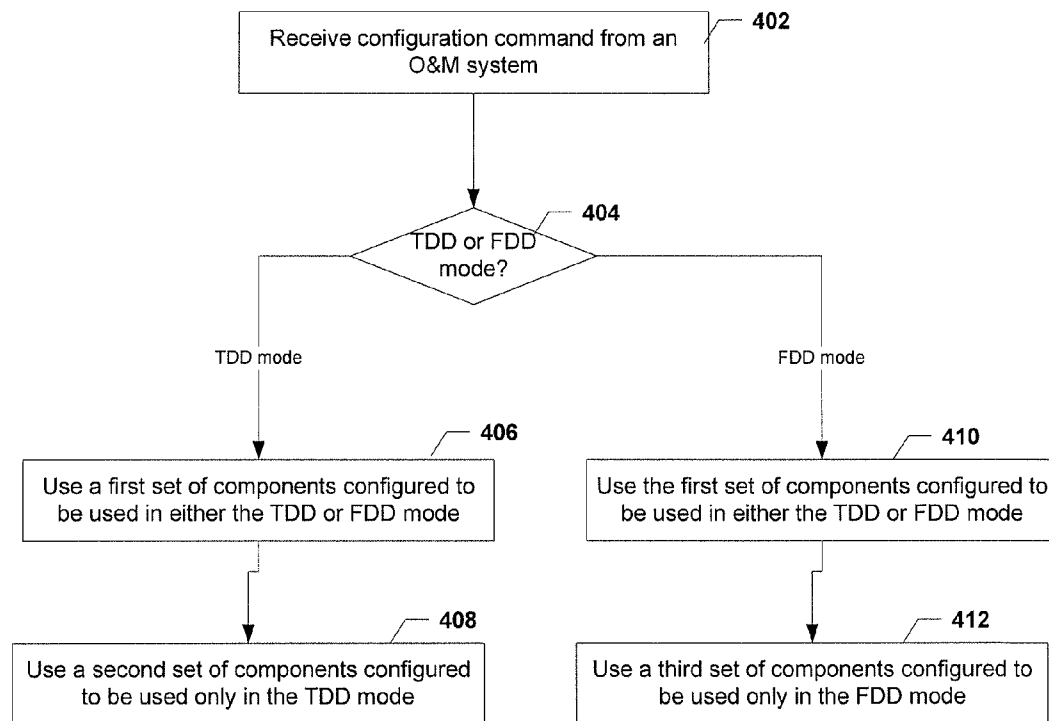 402
Receive configuration command from an
O&M system
404
TDD or FDD
mode?
TDD mode
FDD mode
406
Use a first set of components configured to
be used in either the TDD or FDD mode
410
Use the first set of components configured to
be used in either the TDD or FDD mode
408
Use a second set of components configured
to be used only in the TDD mode
412
Use a third set of components configured to
be used only in the FDD mode